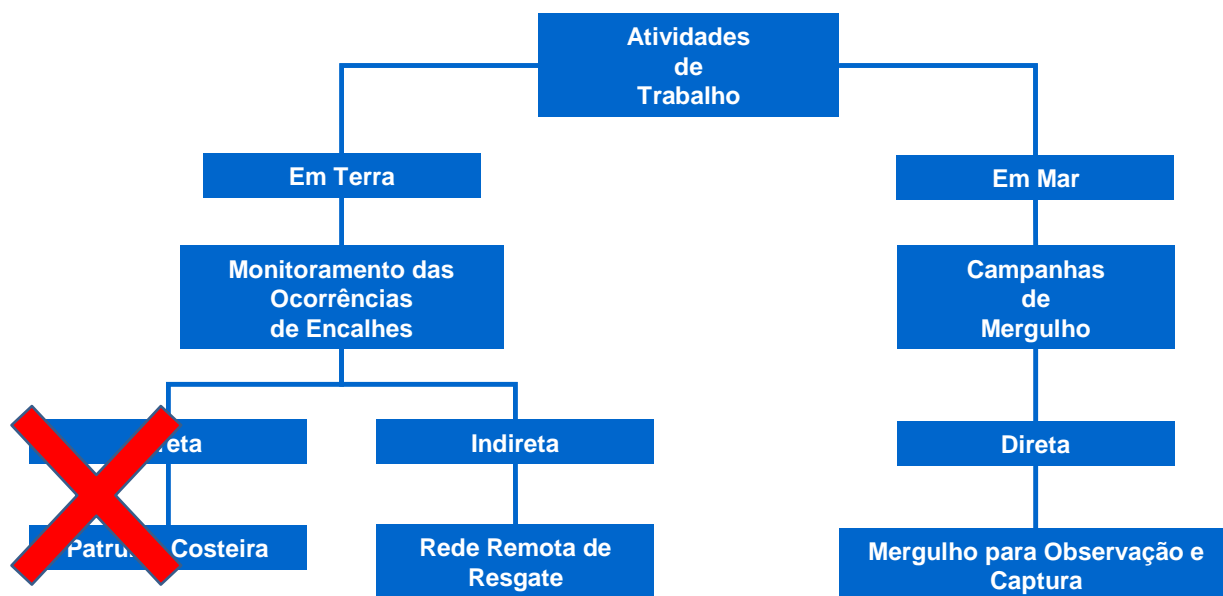 Atividades
de
Trabalho
Em Terra
Em Mar
Monitoramento das
Ocorrências
de Encalhes
Campanhas
de
Mergulho
Indireta
Direta
Costeira
Rede Remota de
Resgate
Mergulho para Observação e
Captura